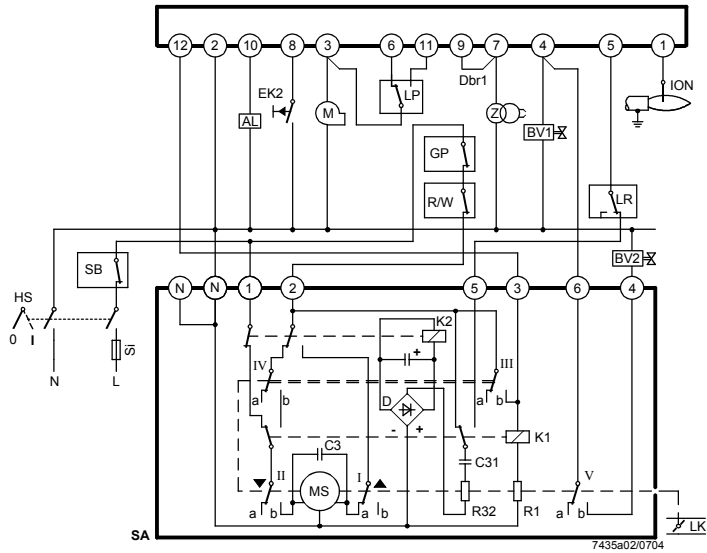 12 2 10 8 3 6 11 9 7 4 5 1
Dbr1
ION
EK2
LP
AL
M
Z
BV1
GP
R/W
LR
SB
BV2
HS
N N 1 2 5 3 6 4
0 I
Si
N L
K2
+
IV
III
a b
a b
D
- +
K1
C3
C31
II
I
V
MS
a b
a b
R32
R1
a b
LK
SA
7435a02/0704